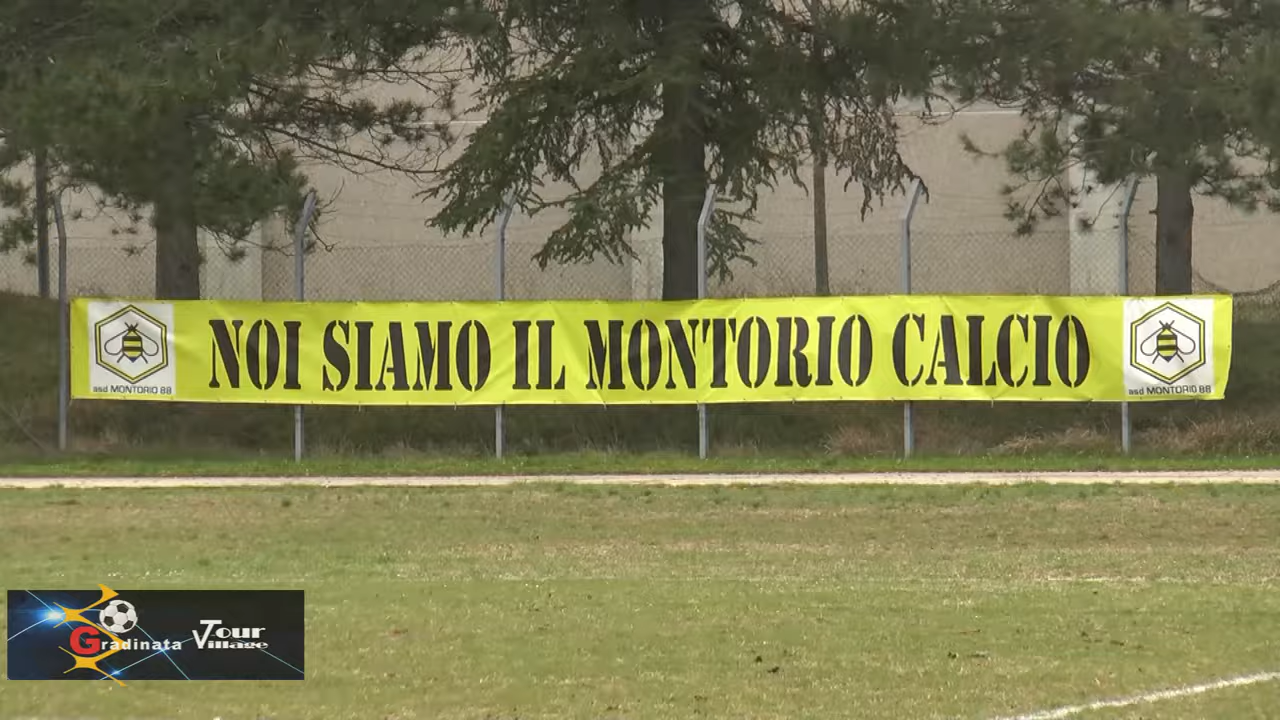 NOI SIAMO IL MONTORIO CALCIO
asd MONTORIO 88
asd MONTORIO 88
Gradinata
Tour
Village